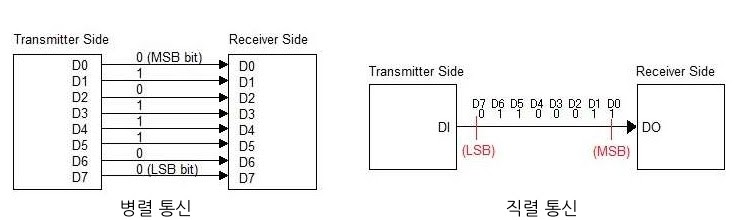 Transmitter Side
Receiver Side
D0 0 (MSB bit) D0
D1 1 D1
D2 0 D2
D3 1 D3
D4 1 D4
D5 1 D5
D6 0 D6
D7 0 (LSB bit) D7
병렬 통신
Transmitter Side
Receiver Side
D7 D6 D5 D4 D3 D2 D1 D0
0 1 1 0 0 0 1 1
DI
DO
(LSB)
(MSB)
직렬 통신